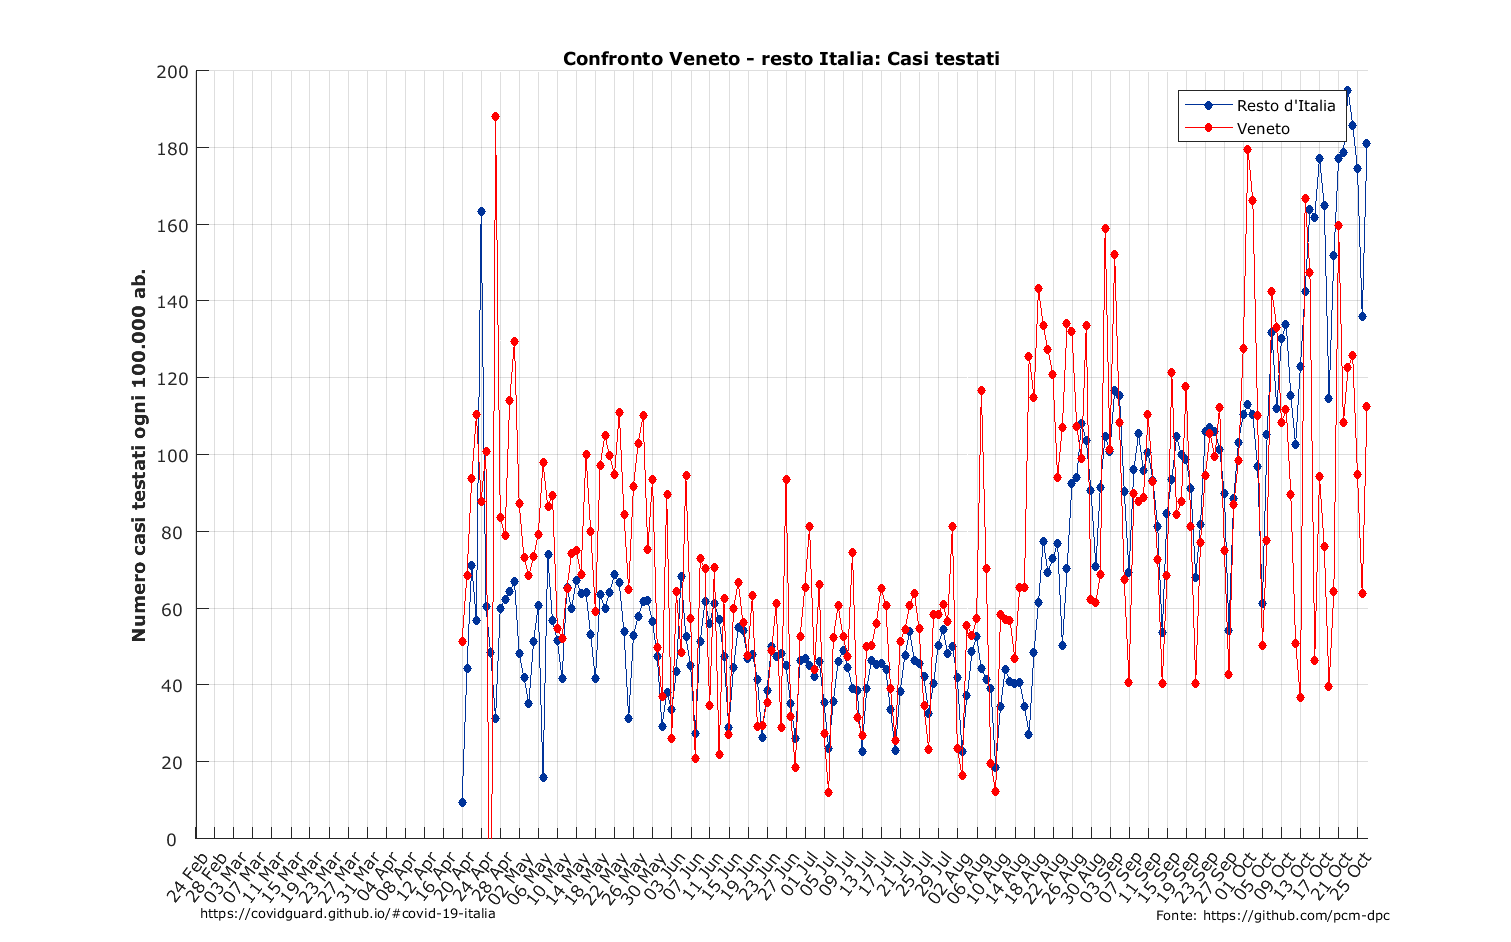 Confronto Veneto - resto Italia: Casi testati
Numero casi testati ogni 100.000 ab.
200
180
160
140
120
100
80
60
40
20
0
Resto d'Italia
Veneto
24 Feb
28 Feb
03 Mar
07 Mar
11 Mar
15 Mar
19 Mar
23 Mar
27 Mar
31 Mar
04 Apr
08 Apr
12 Apr
16 Apr
20 Apr
24 Apr
28 Apr
02 May
06 May
10 May
14 May
18 May
22 May
26 May
30 May
03 Jun
07 Jun
11 Jun
15 Jun
19 Jun
23 Jun
27 Jun
01 Jul
05 Jul
09 Jul
13 Jul
17 Jul
21 Jul
25 Jul
29 Jul
02 Aug
06 Aug
10 Aug
14 Aug
18 Aug
22 Aug
26 Aug
30 Aug
03 Sep
07 Sep
11 Sep
15 Sep
19 Sep
23 Sep
27 Sep
01 Oct
05 Oct
09 Oct
13 Oct
17 Oct
21 Oct
25 Oct
https://covidguard.github.io/#covid-19-italia
Fonte: https://github.com/pcm-dpc